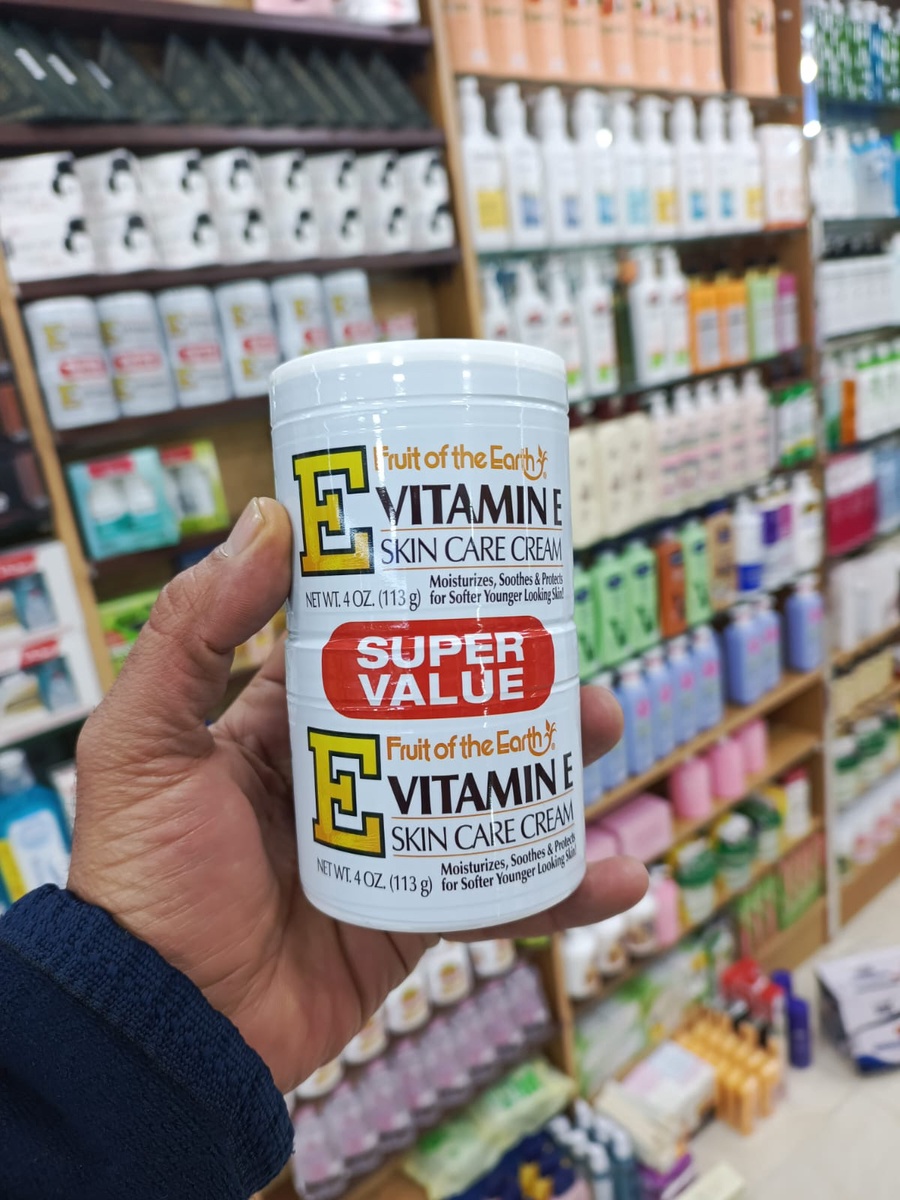 E
Fruit of the Earth®
VITAMIN E
SKIN CARE CREAM
Moisturizes, Soothes & Protects
NET WT. 4 OZ. (113 g) for Softer Younger Looking Skin!
SUPER
VALUE
E
Fruit of the Earth®
VITAMIN E
SKIN CARE CREAM
Moisturizes, Soothes & Protects
NET WT. 4 OZ. (113 g) for Softer Younger Looking Skin!